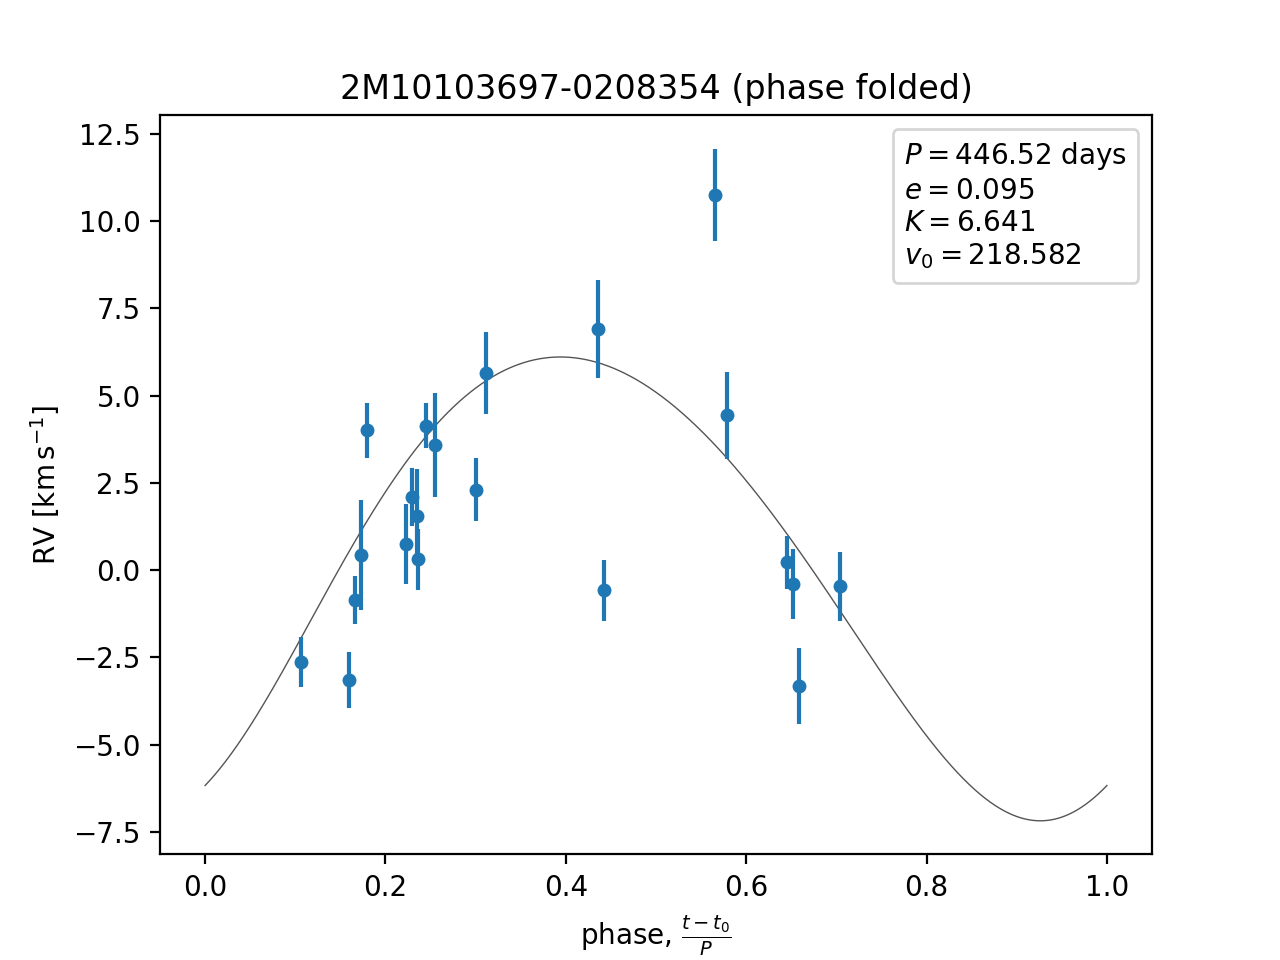 2M10103697-0208354 (phase folded)
P = 446.52 days
e = 0.095
K = 6.641
v₀ = 218.582
12.5
10.0
7.5
5.0
2.5
0.0
−2.5
−5.0
−7.5
RV [km s⁻¹]
0.0 0.2 0.4 0.6 0.8 1.0
phase, (t − t₀)/P